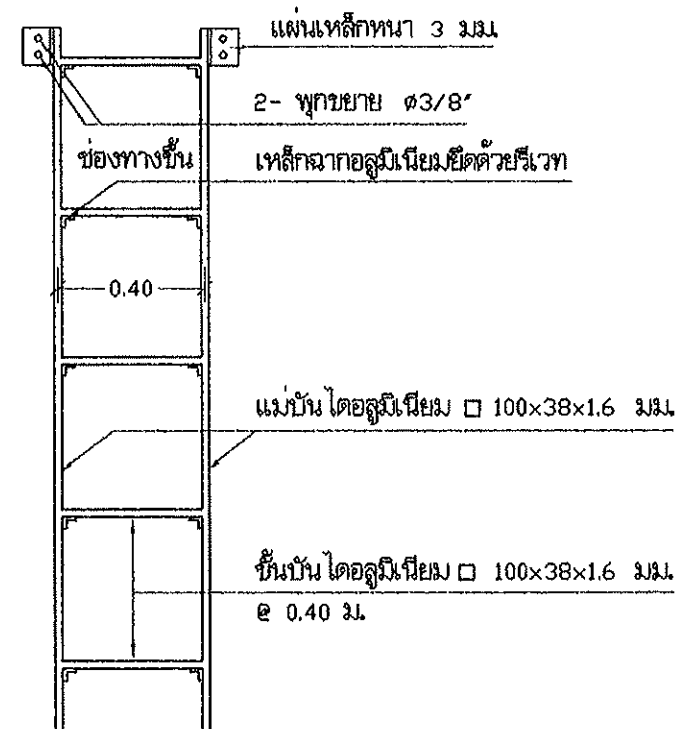 แผ่นเหล็กหนา 3 มม.
2- พุกขยาย ø3/8"
ช่องทางขึ้น
เหล็กฉากอลูมิเนียมยึดด้วยรีเวท
0.40
แม่บันไดอลูมิเนียม □ 100×38×1.6 มม.
ขั้นบันไดอลูมิเนียม □ 100×38×1.6 มม.
@ 0.40 ม.